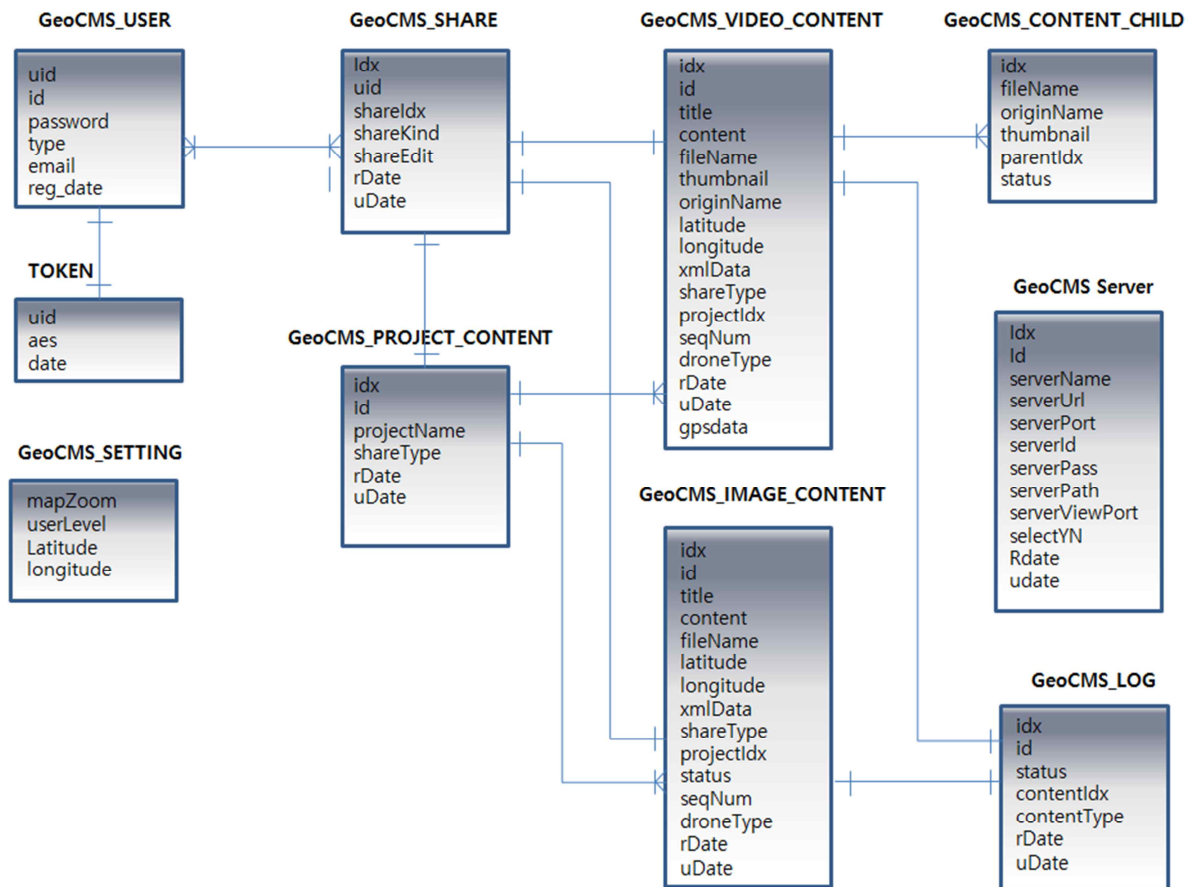 GeoCMS_USER
uid
id
password
type
email
reg_date
TOKEN
uid
aes
date
GeoCMS_SETTING
mapZoom
userLevel
Latitude
longitude
GeoCMS_SHARE
Idx
uid
shareIdx
shareKind
shareEdit
rDate
uDate
GeoCMS_PROJECT_CONTENT
idx
Id
projectName
shareType
rDate
uDate
GeoCMS_VIDEO_CONTENT
idx
id
title
content
fileName
thumbnail
originName
latitude
longitude
xmlData
shareType
projectIdx
seqNum
droneType
rDate
uDate
gpsdata
GeoCMS_IMAGE_CONTENT
idx
id
title
content
fileName
latitude
longitude
xmlData
shareType
projectIdx
status
seqNum
droneType
rDate
uDate
GeoCMS_CONTENT_CHILD
idx
fileName
originName
thumbnail
parentIdx
status
GeoCMS Server
Idx
Id
serverName
serverUrl
serverPort
serverId
serverPass
serverPath
serverViewPort
selectYN
Rdate
udate
GeoCMS_LOG
idx
id
status
contentIdx
contentType
rDate
uDate